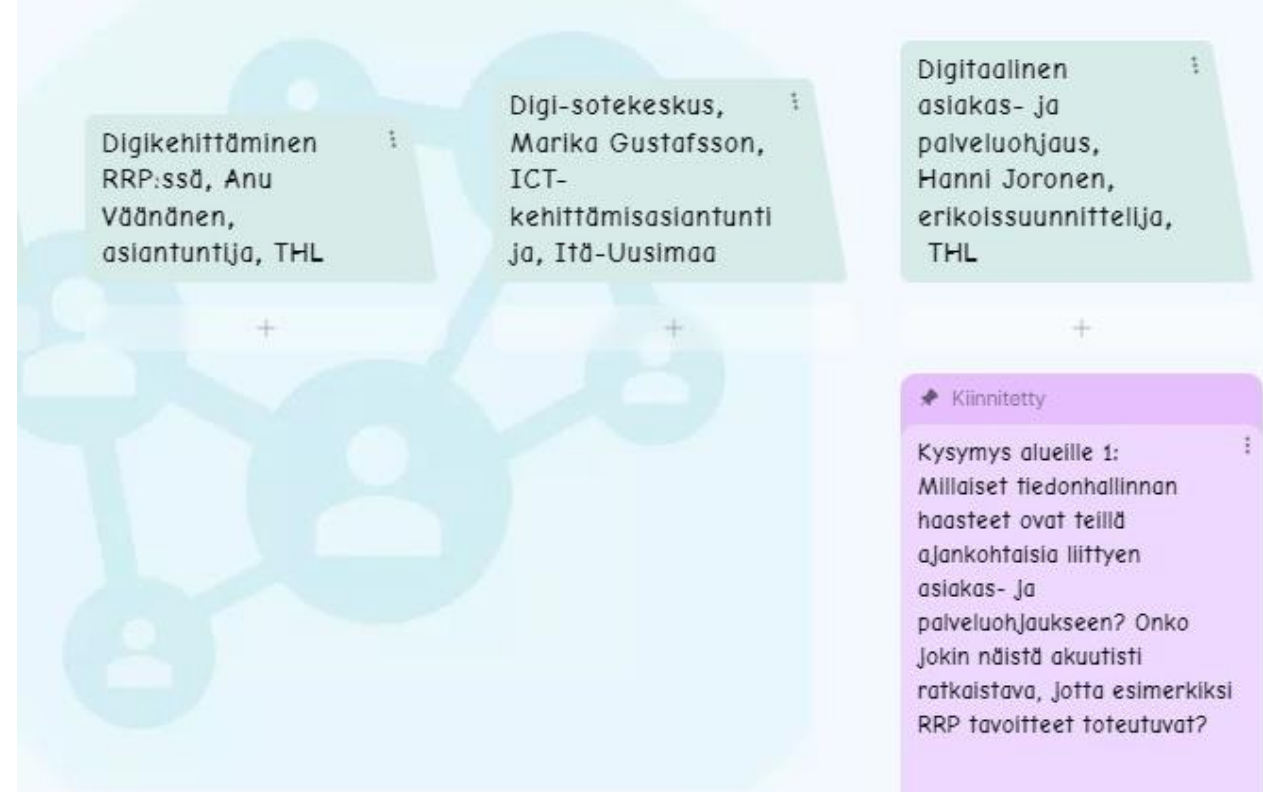 Digikehittäminen
RRP:ssä, Anu
Väänänen,
asiantuntija, THL
Digi-sotekeskus,
Marika Gustafsson,
ICT-
kehittämisasiantunti
ja, Itä-Uusimaa
Digitaalinen
asiakas- ja
palveluohjaus,
Hanni Joronen,
erikoissuunnittelija,
THL
Kiinnitetty
Kysymys alueille 1:
Millaiset tiedonhallinnan
haasteet ovat teillä
ajankohtaisia liittyen
asiakas- ja
palveluohjaukseen? Onko
jokin näistä akuutisti
ratkaistava, jotta esimerkiksi
RRP tavoitteet toteutuvat?